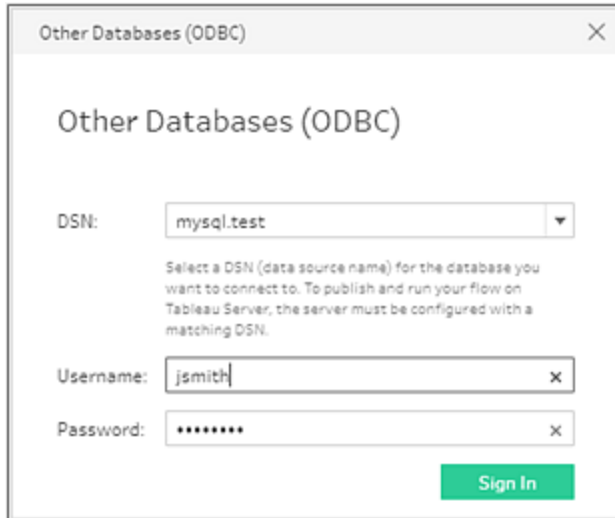 Other Databases (ODBC)
Other Databases (ODBC)
DSN: mysql.test
Select a DSN (data source name) for the database you
want to connect to. To publish and run your flow on
Tableau Server, the server must be configured with a
matching DSN.
Username: jsmith
Password: ••••••••
Sign In